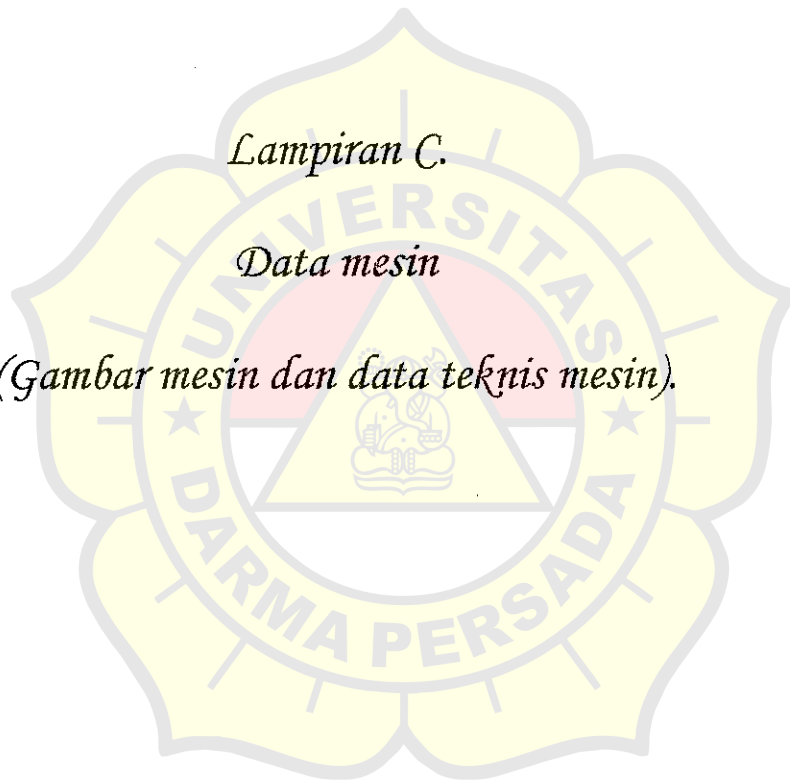 Lampiran C.
Data mesin
(Gambar mesin dan data teknis mesin).
UNIVERSITAS
DARMA PERSADA